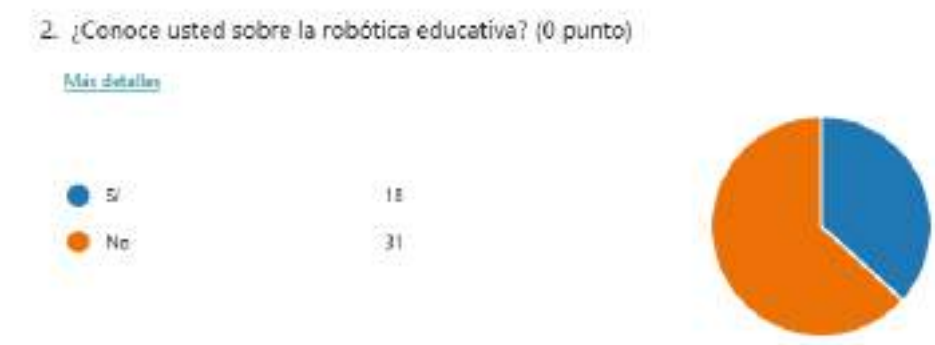 2. ¿Conoce usted sobre la robótica educativa? (0 punto)
Más detalles
Sí 18
No 31